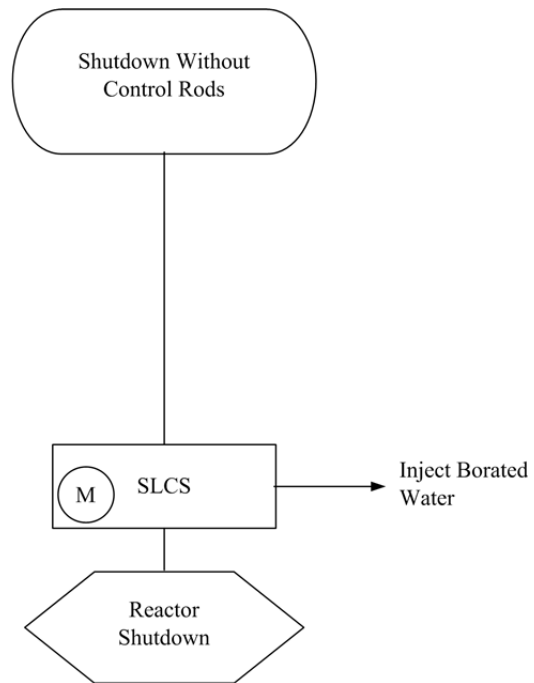 Shutdown Without
Control Rods
M
SLCS
Inject Borated
Water
Reactor
Shutdown